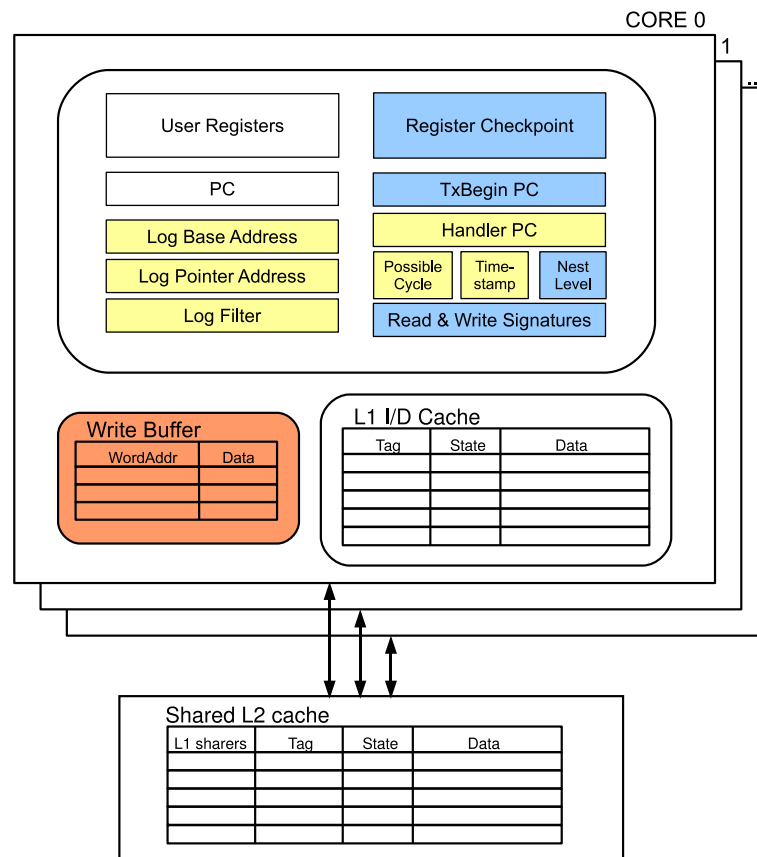 CORE 0
1
...
User Registers
Register Checkpoint
PC
TxBegin PC
Log Base Address
Handler PC
Log Pointer Address
Possible
Cycle
Time-
stamp
Nest
Level
Log Filter
Read & Write Signatures
Write Buffer
WordAddr Data
L1 I/D Cache
Tag State Data
Shared L2 cache
L1 sharers Tag State Data